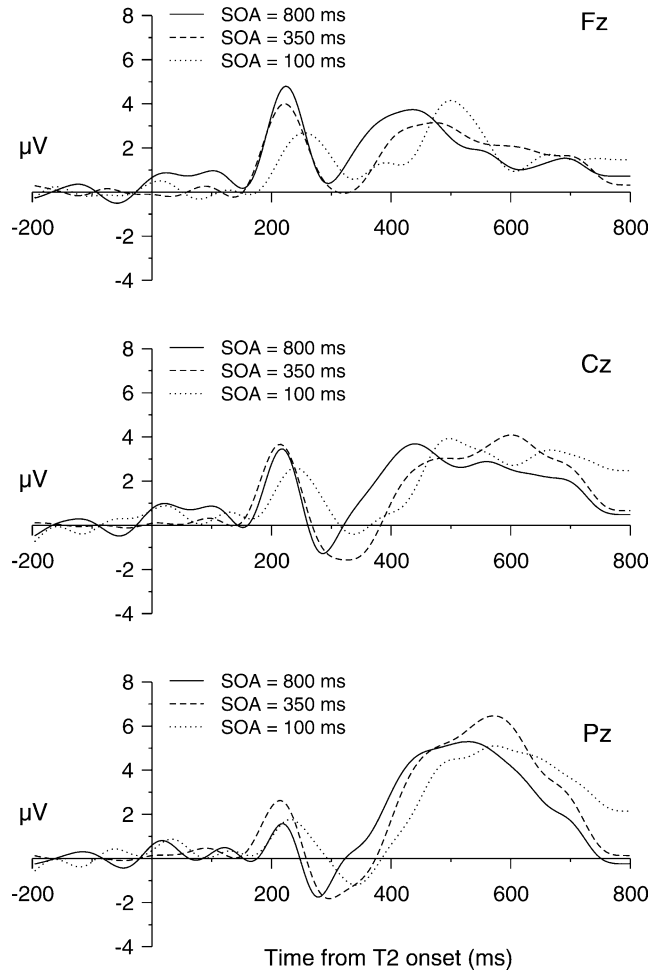 8 SOA = 800 ms Fz
SOA = 350 ms
6 SOA = 100 ms
4
µV 2
0
-200 200 400 600 800
-2
-4
8 SOA = 800 ms Cz
SOA = 350 ms
6 SOA = 100 ms
4
µV 2
0
-200 200 400 600 800
-2
-4
8 SOA = 800 ms
SOA = 350 ms Pz
6 SOA = 100 ms
4
µV 2
0
-200 200 400 600 800
-2
-4
Time from T2 onset (ms)